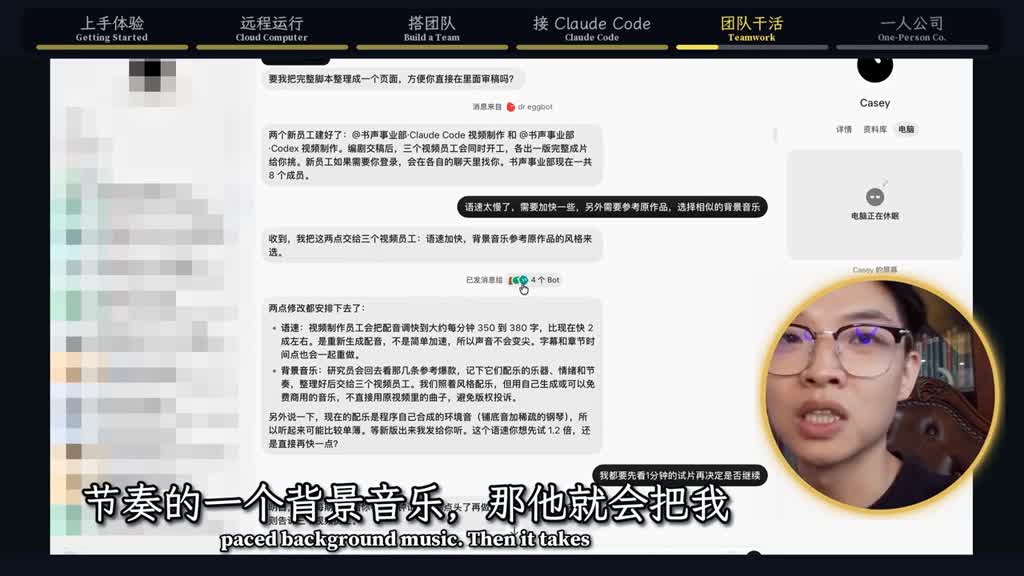 上手体验
Getting Started
远程运行
Cloud Computer
搭团队
Build a Team
接 Claude Code
Claude Code
团队干活
Teamwork
一人公司
One-Person Co.
要我把完整脚本整理成一个页面，方便你直接在里面审稿吗？
消息来自 dr eggbot
两个新员工建好了：@书声事业部·Claude Code 视频制作 和 @书声事业部
·Codex 视频制作。编剧交稿后，三个视频员工会同时开工，各出一版完整成片
给你挑。新员工如果需要你登录，会在各自的聊天里找你。书声事业部现在一共
8 个成员。
语速太慢了，需要加快一些，另外需要参考原作品，选择相似的背景音乐
收到，我把这两点交给三个视频员工：语速加快，背景音乐参考原作品的风格来
选。
已发消息给 4 个 Bot
两点修改都安排下去了：
• 语速：视频制作员工会把配音调快到大约每分钟 350 到 380 字，比现在快 2
成左右。是重新生成配音，不是简单加速，所以声音不会变尖。字幕和章节时
间点也会一起重做。
• 背景音乐：研究员会回去看那几条参考爆款，记下它们配乐的乐器、情绪和节
奏，整理好后交给三个视频员工。我们照着风格配乐，但用自己生成或可以免
费商用的音乐，不直接用原视频里的曲子，避免版权投诉。
另外说一下，现在的配乐是程序自己合成的环境音（铺底音加稀疏的钢琴），所
以听起来可能比较单薄。等新版出来我发给你听。这个语速你想先试 1.2 倍，还
是直接再快一点？
我都要先看1分钟的试片再决定是否继续
Casey
详情 资料库 电脑
电脑正在休眠
Casey 的屏幕
节奏的一个背景音乐，那他就会把我
paced background music. Then it takes